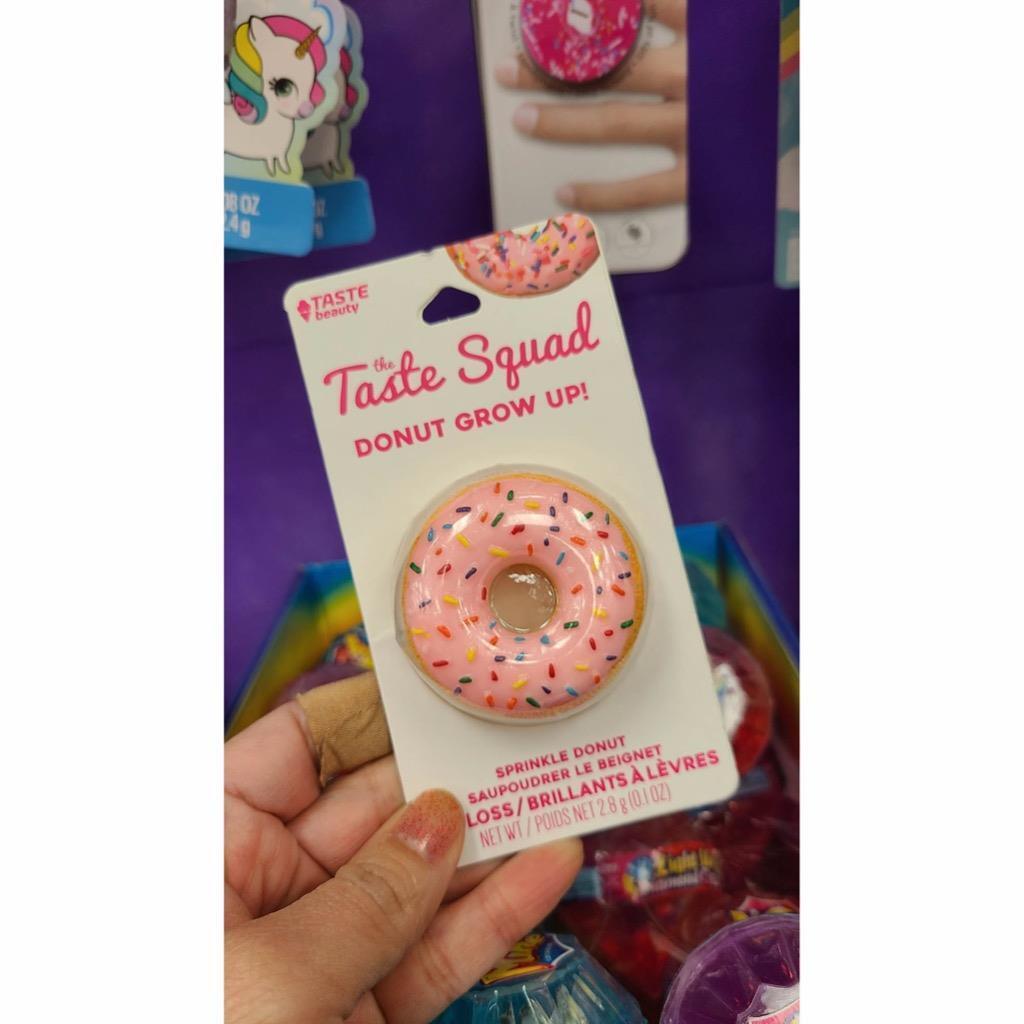 08 OZ
2.4 g
TASTE
beauty
the
Taste Squad
DONUT GROW UP!
SPRINKLE DONUT
SAUPOUDRER LE BEIGNET
LOSS / BRILLANTS À LÈVRES
NET WT / POIDS NET 2.8 g (0.1 OZ)